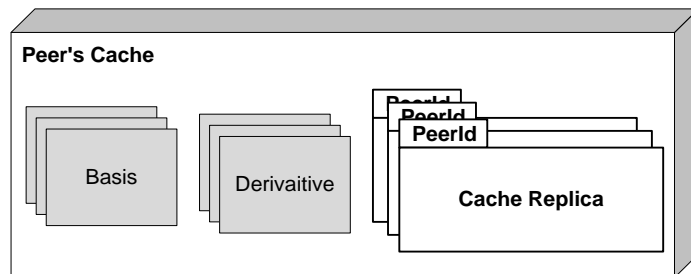 Peer's Cache
PeerId
PeerId
PeerId
Basis
Derivaitive
Cache Replica